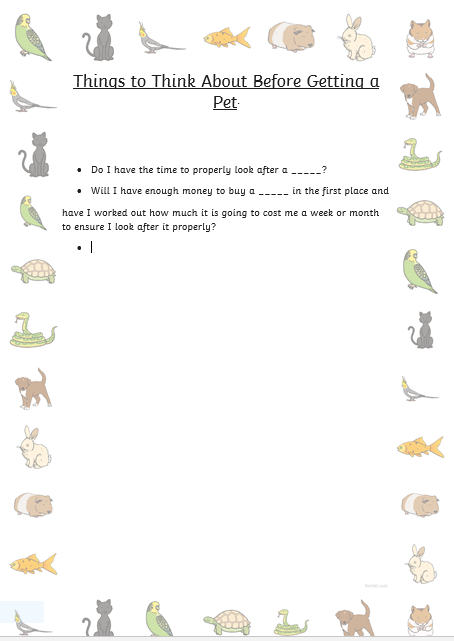 Things to Think About Before Getting a
Pet.
• Do I have the time to properly look after a _____?
• Will I have enough money to buy a _____ in the first place and
have I worked out how much it is going to cost me a week or month
to ensure I look after it properly?
•